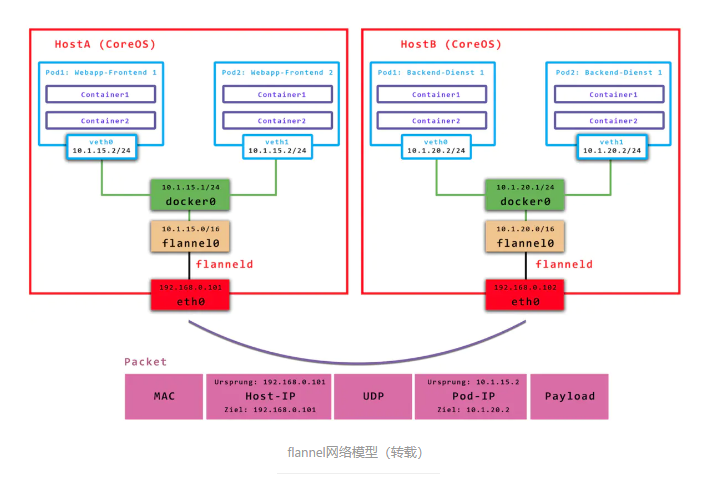 HostA (CoreOS)
HostB (CoreOS)
Pod1: Webapp-Frontend 1
Container1
Container2
veth0
10.1.15.2/24
Pod2: Webapp-Frontend 2
Container1
Container2
veth1
10.1.15.2/24
Pod1: Backend-Dienst 1
Container1
Container2
veth0
10.1.20.2/24
Pod2: Backend-Dienst 1
Container1
Container2
veth1
10.1.20.2/24
10.1.15.1/24
docker0
10.1.20.1/24
docker0
10.1.15.0/16
flannel0
10.1.20.0/16
flannel0
flanneld
flanneld
192.168.0.101
eth0
192.168.0.102
eth0
Packet
MAC
Ursprung: 192.168.0.101
Host-IP
Ziel: 192.168.0.101
UDP
Ursprung: 10.1.15.2
Pod-IP
Ziel: 10.1.20.2
Payload
flannel网络模型（转载）